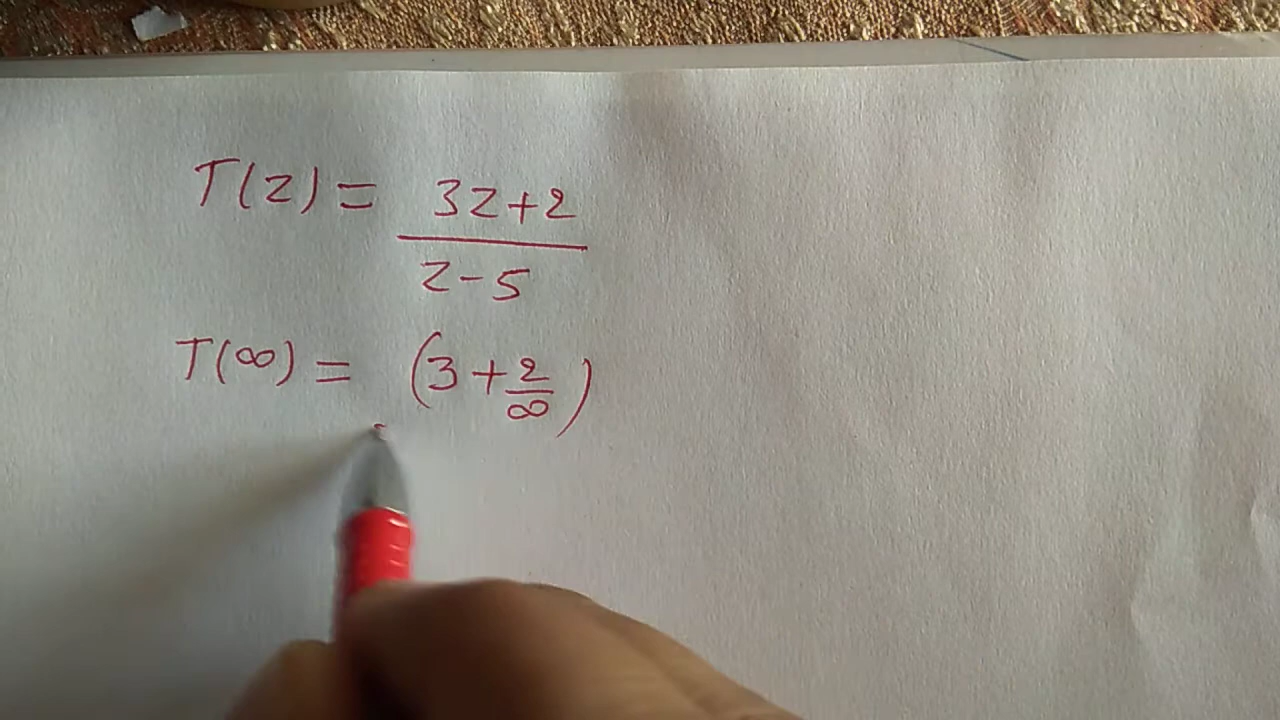 T(z) = 3z+2
z-5
T(∞) = (3+2/∞)